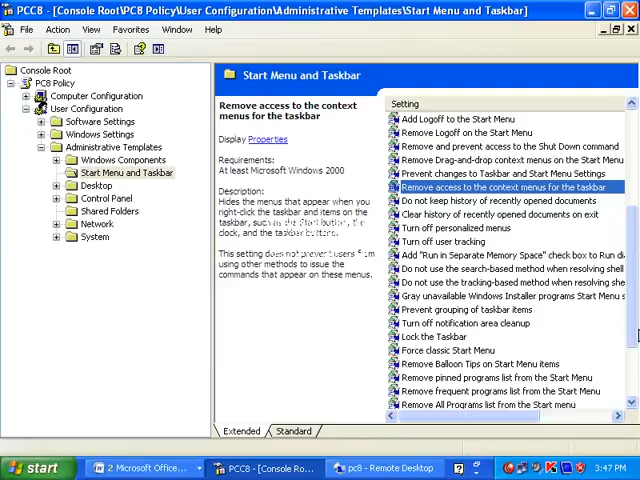 PCC8 - [Console Root\PC8 Policy\User Configuration\Administrative Templates\Start Menu and Taskbar]
File Action View Favorites Window Help
Console Root
PC8 Policy
Computer Configuration
User Configuration
Software Settings
Windows Settings
Administrative Templates
Windows Components
Start Menu and Taskbar
Desktop
Control Panel
Shared Folders
Network
System
Start Menu and Taskbar
Remove access to the context
menus for the taskbar
Display Properties
Requirements:
At least Microsoft Windows 2000
Description:
Hides the menus that appear when you
right-click the taskbar and items on the
taskbar, such as the Start button, the
clock, and the taskbar buttons.
This setting does not prevent users from
using other methods to issue the
commands that appear on these menus.
Setting
Add Logoff to the Start Menu
Remove Logoff on the Start Menu
Remove and prevent access to the Shut Down command
Remove Drag-and-drop context menus on the Start Menu
Prevent changes to Taskbar and Start Menu Settings
Remove access to the context menus for the taskbar
Do not keep history of recently opened documents
Clear history of recently opened documents on exit
Turn off personalized menus
Turn off user tracking
Add "Run in Separate Memory Space" check box to Run dia
Do not use the search-based method when resolving shell
Do not use the tracking-based method when resolving shell
Gray unavailable Windows Installer programs Start Menu s
Prevent grouping of taskbar items
Turn off notification area cleanup
Lock the Taskbar
Force classic Start Menu
Remove Balloon Tips on Start Menu items
Remove pinned programs list from the Start Menu
Remove frequent programs list from the Start Menu
Remove All Programs list from the Start menu
Extended Standard
start 2 Microsoft Office... PCC8 - [Console Ro... pc8 - Remote Desktop 3:47 PM